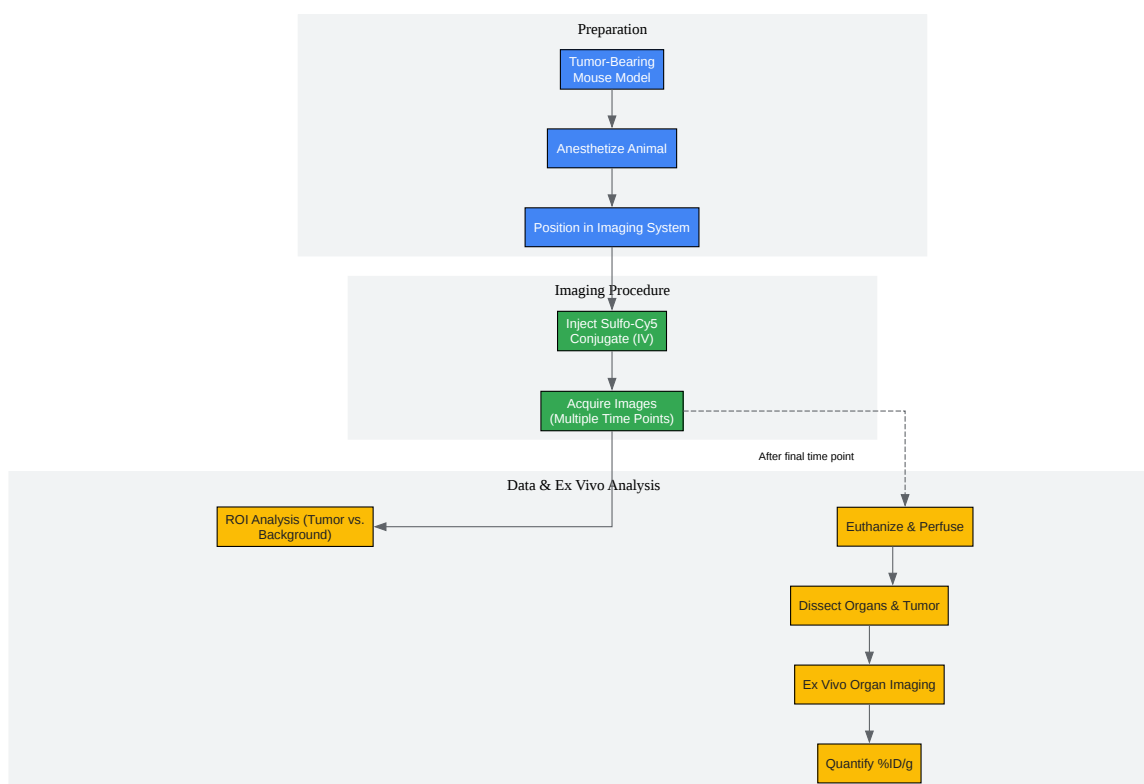 Preparation
Tumor-Bearing
Mouse Model
Anesthetize Animal
Position in Imaging System
Imaging Procedure
Inject Sulfo-Cy5
Conjugate (IV)
Acquire Images
(Multiple Time Points)
After final time point
Data & Ex Vivo Analysis
ROI Analysis (Tumor vs.
Background)
Euthanize & Perfuse
Dissect Organs & Tumor
Ex Vivo Organ Imaging
Quantify %ID/g